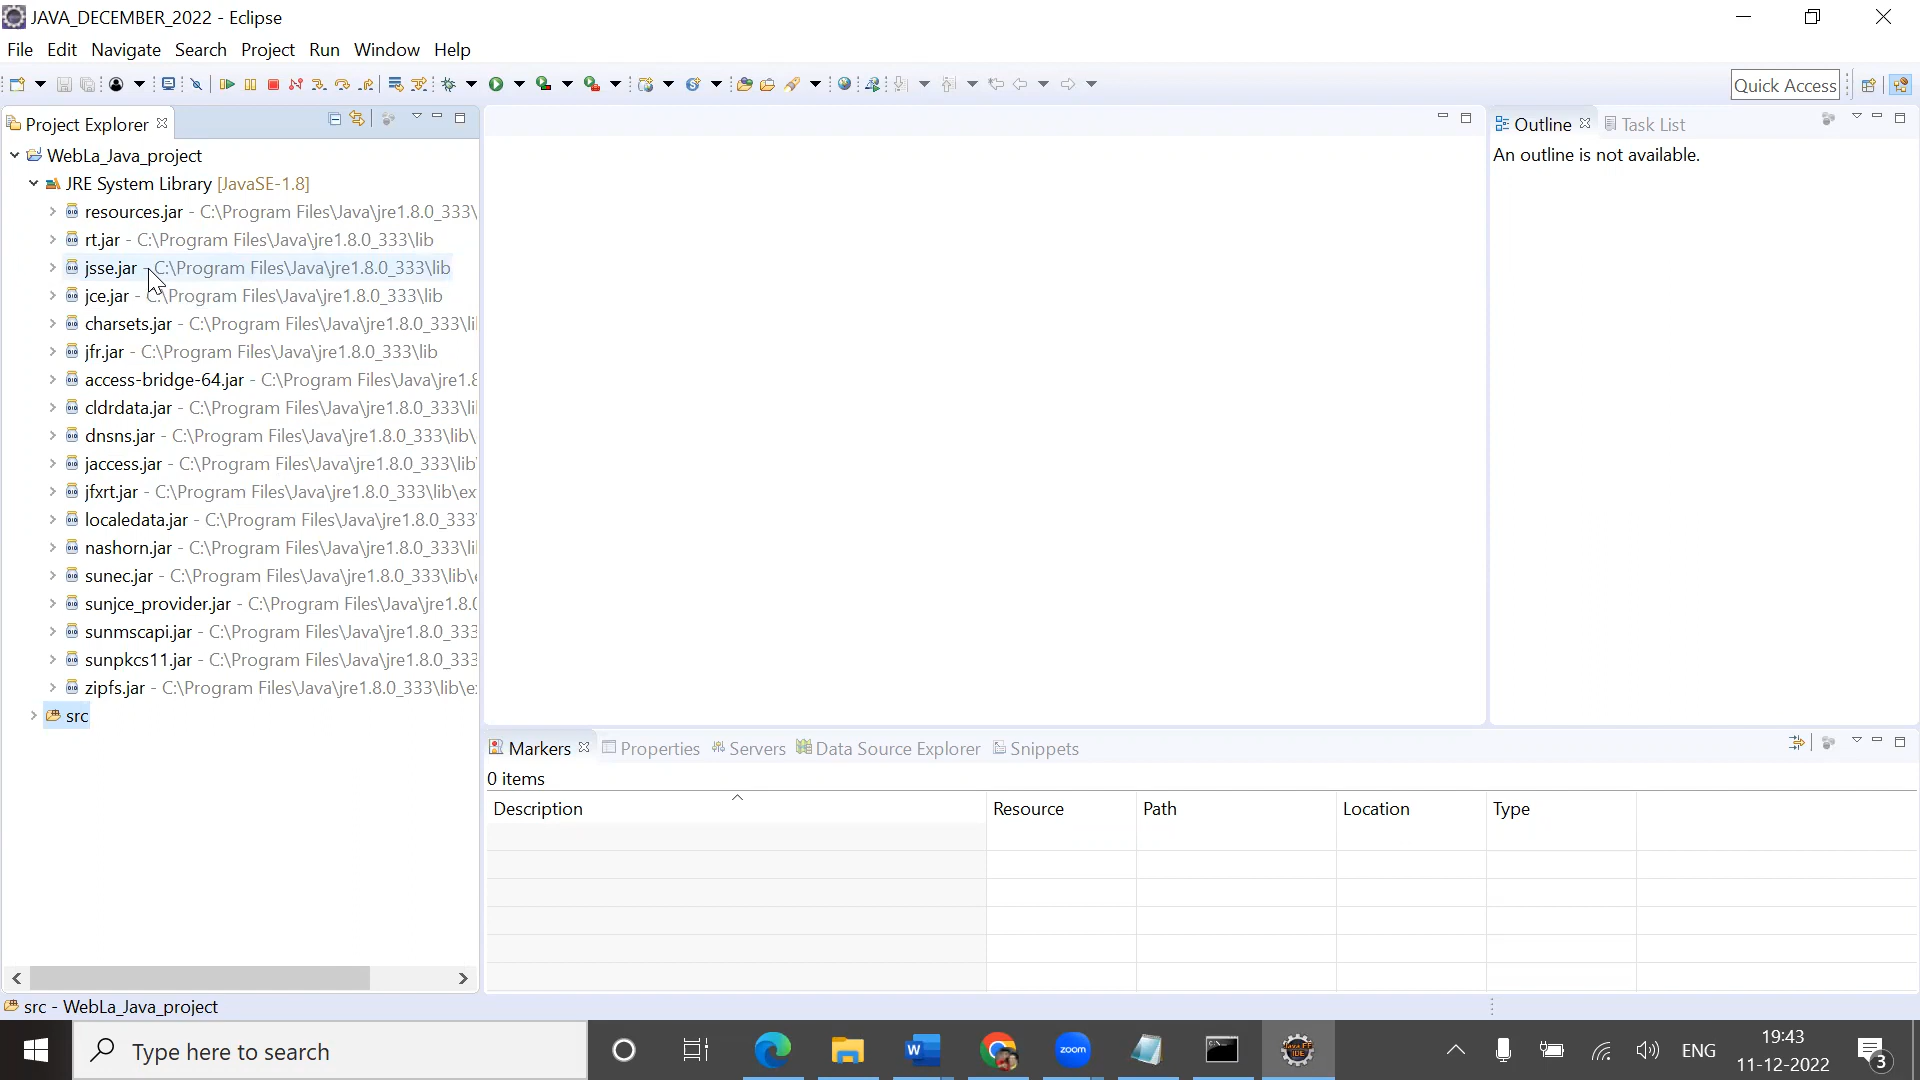 JAVA_DECEMBER_2022 - Eclipse
File Edit Navigate Search Project Run Window Help
Quick Access
Project Explorer
Outline Task List
An outline is not available.
WebLa_Java_project
JRE System Library [JavaSE-1.8]
resources.jar - C:\Program Files\Java\jre1.8.0_333\
rt.jar - C:\Program Files\Java\jre1.8.0_333\lib
jsse.jar - C:\Program Files\Java\jre1.8.0_333\lib
jce.jar - C:\Program Files\Java\jre1.8.0_333\lib
charsets.jar - C:\Program Files\Java\jre1.8.0_333\li
jfr.jar - C:\Program Files\Java\jre1.8.0_333\lib
access-bridge-64.jar - C:\Program Files\Java\jre1.8
cldrdata.jar - C:\Program Files\Java\jre1.8.0_333\li
dnsns.jar - C:\Program Files\Java\jre1.8.0_333\lib\
jaccess.jar - C:\Program Files\Java\jre1.8.0_333\lib
jfxrt.jar - C:\Program Files\Java\jre1.8.0_333\lib\ex
localedata.jar - C:\Program Files\Java\jre1.8.0_333
nashorn.jar - C:\Program Files\Java\jre1.8.0_333\li
sunec.jar - C:\Program Files\Java\jre1.8.0_333\lib\
sunjce_provider.jar - C:\Program Files\Java\jre1.8.0
sunmscapi.jar - C:\Program Files\Java\jre1.8.0_333
sunpkcs11.jar - C:\Program Files\Java\jre1.8.0_333
zipfs.jar - C:\Program Files\Java\jre1.8.0_333\lib\e
src
Markers Properties Servers Data Source Explorer Snippets
0 items
Description Resource Path Location Type
src - WebLa_Java_project
Type here to search
W
zoom
Java EE
IDE
ENG
19:43
11-12-2022
3